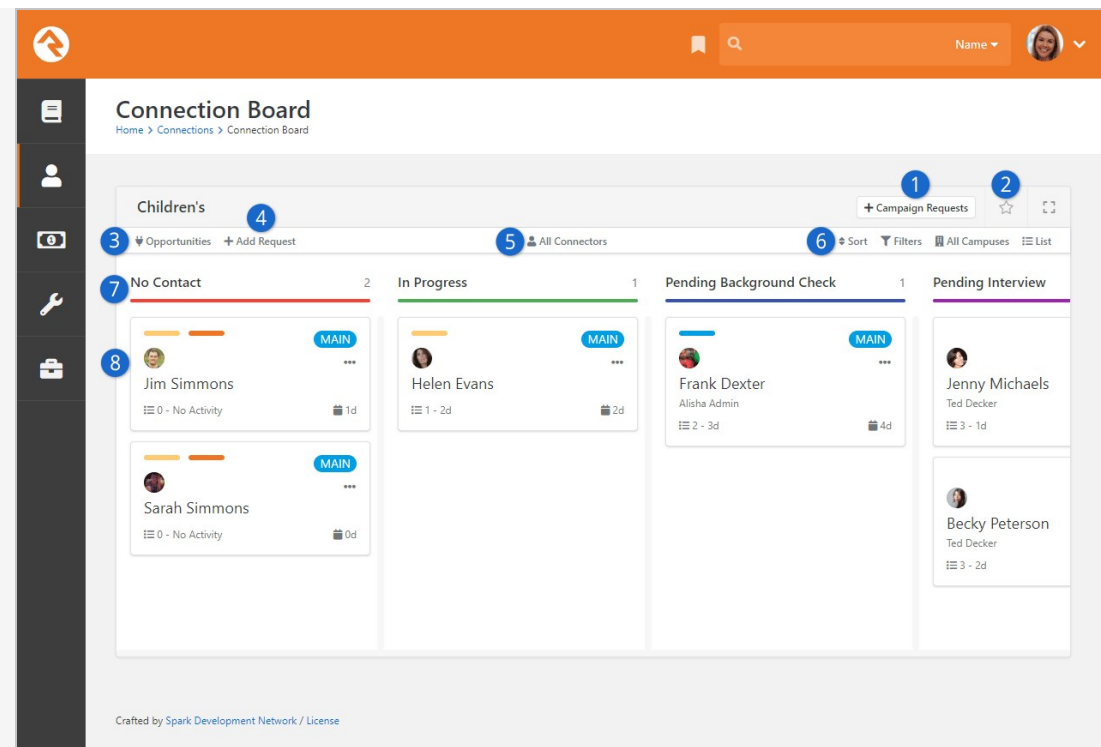 Name
Connection Board
Home > Connections > Connection Board
1
2
Children's
+ Campaign Requests
4
3 Opportunities + Add Request
5 All Connectors
6 Sort Filters All Campuses List
7 No Contact 2
In Progress 1
Pending Background Check 1
Pending Interview
8
MAIN
Jim Simmons
0 - No Activity 1d
MAIN
Sarah Simmons
0 - No Activity 0d
MAIN
Helen Evans
1 - 2d 2d
MAIN
Frank Dexter
Alisha Admin
2 - 3d 4d
Jenny Michaels
Ted Decker
3 - 1d
Becky Peterson
Ted Decker
3 - 2d
Crafted by Spark Development Network / License